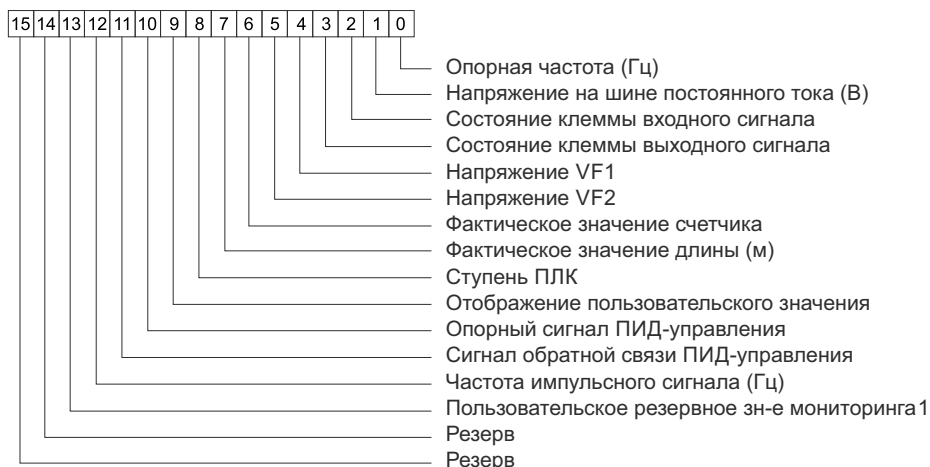 15 14 13 12 11 10 9 8 7 6 5 4 3 2 1 0
Опорная частота (Гц)
Напряжение на шине постоянного тока (В)
Состояние клеммы входного сигнала
Состояние клеммы выходного сигнала
Напряжение VF1
Напряжение VF2
Фактическое значение счетчика
Фактическое значение длины (м)
Ступень ПЛК
Отображение пользовательского значения
Опорный сигнал ПИД-управления
Сигнал обратной связи ПИД-управления
Частота импульсного сигнала (Гц)
Пользовательское резервное зн-е мониторинга1
Резерв
Резерв